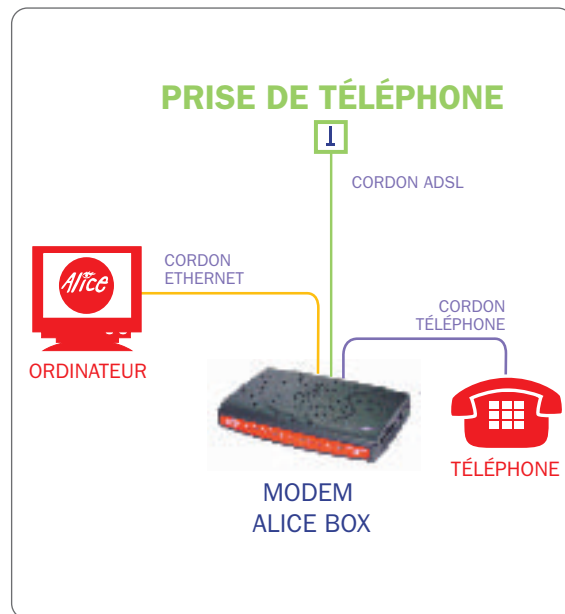 PRISE DE TÉLÉPHONE
CORDON ADSL
CORDON
ETHERNET
Alice
ORDINATEUR
CORDON
TÉLÉPHONE
TÉLÉPHONE
MODEM
ALICE BOX